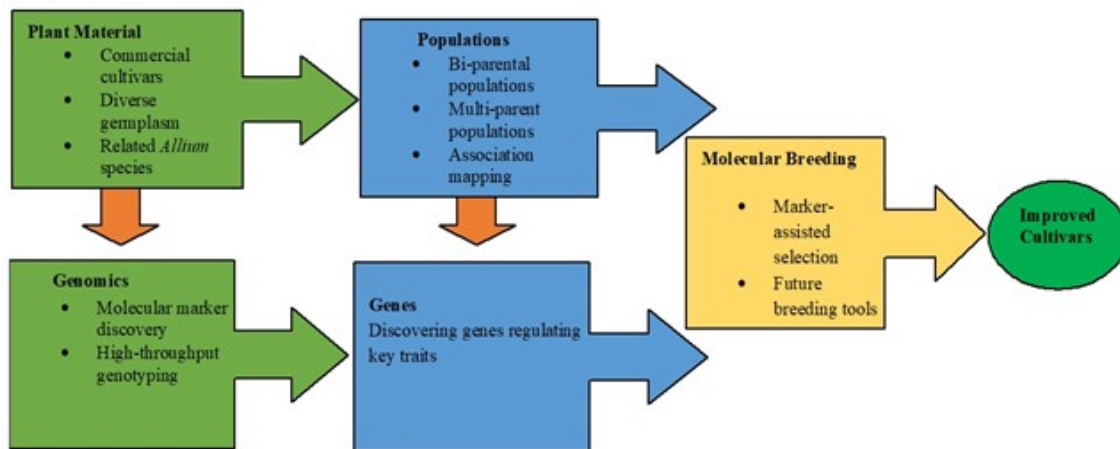 Plant Material
• Commercial
cultivars
• Diverse
germplasm
• Related Allium
species
Populations
• Bi-parental
populations
• Multi-parent
populations
• Association
mapping
Genomics
• Molecular marker
discovery
• High-throughput
genotyping
Genes
Discovering genes regulating
key traits
Molecular Breeding
• Marker-
assisted
selection
• Future
breeding tools
Improved
Cultivars